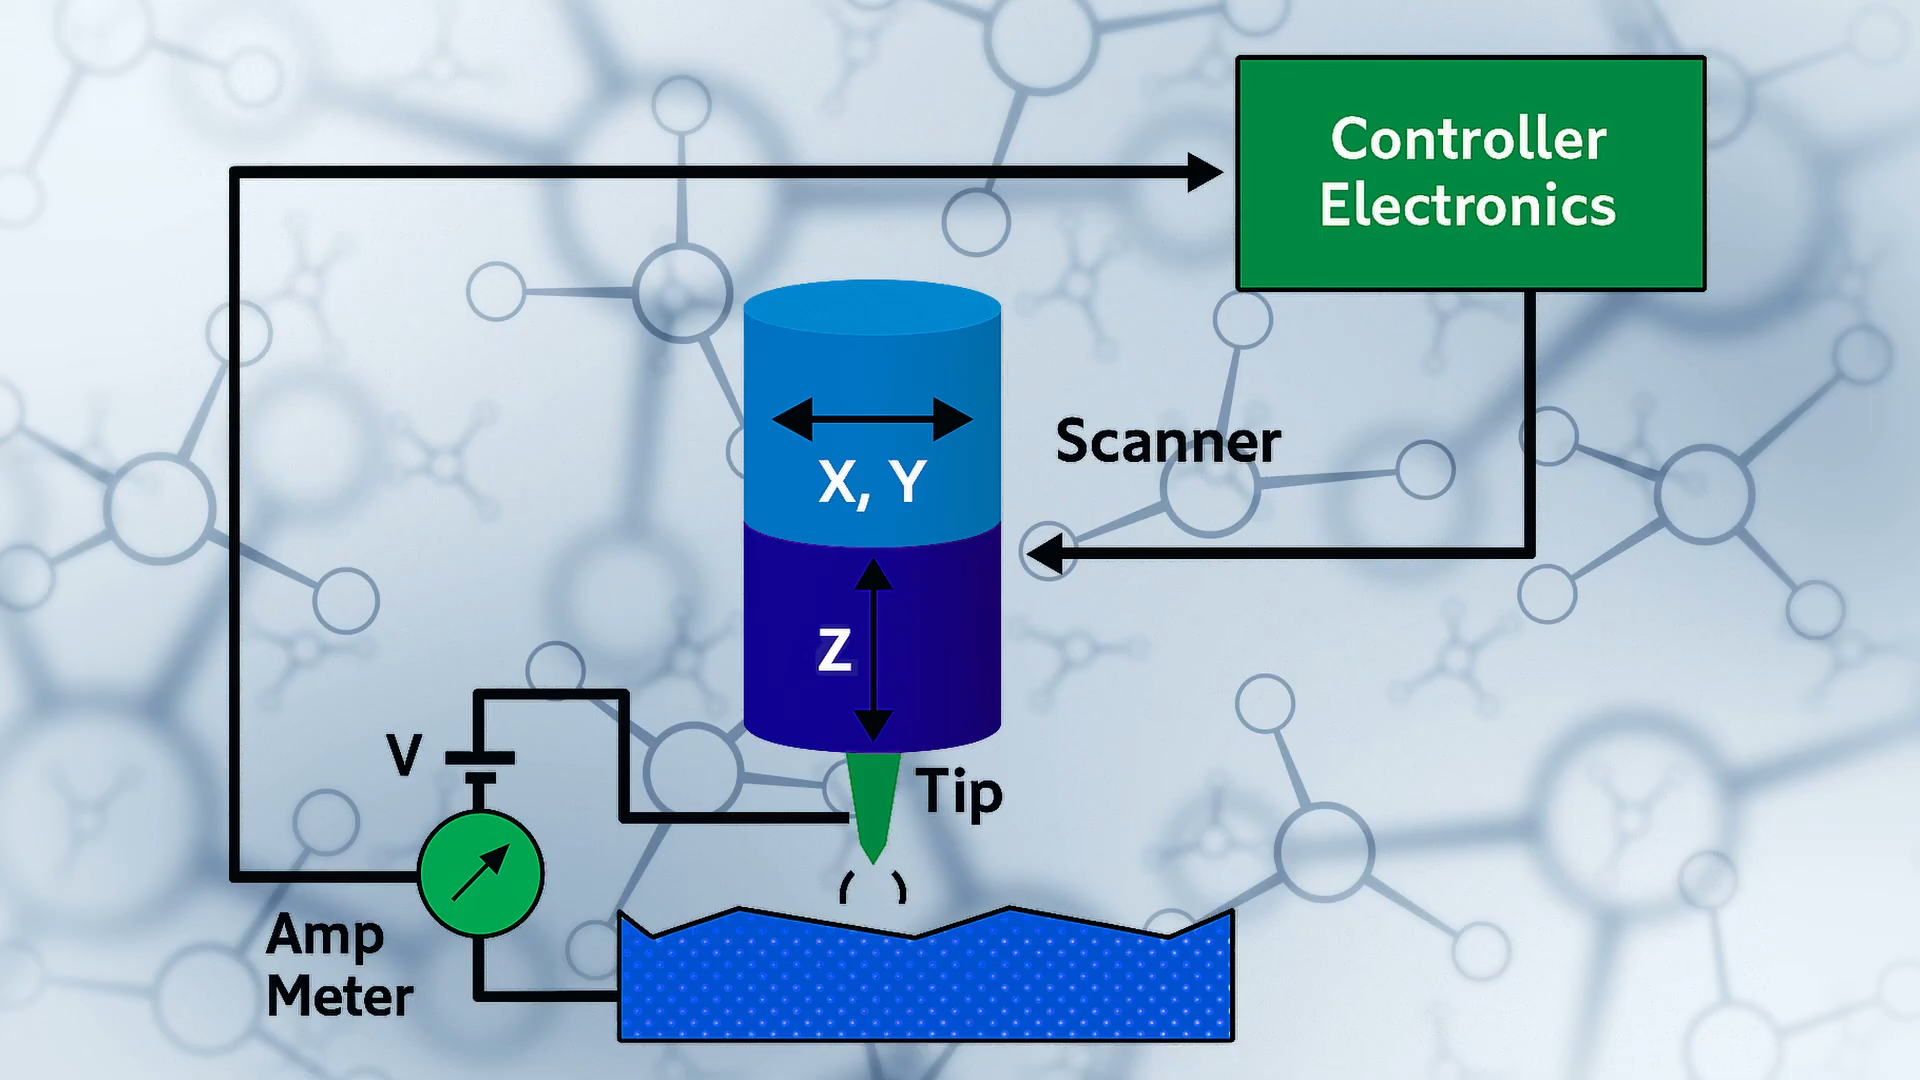 Controller
Electronics
Scanner
X, Y
Z
V
Tip
Amp
Meter